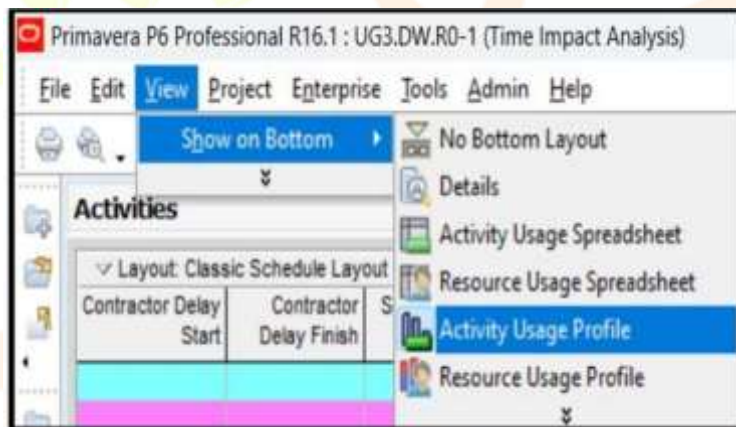 Primavera P6 Professional R16.1 : UG3.DW.R0-1 (Time Impact Analysis)
File Edit View Project Enterprise Tools Admin Help
Show on Bottom
No Bottom Layout
Details
Activity Usage Spreadsheet
Resource Usage Spreadsheet
Activity Usage Profile
Resource Usage Profile
Activities
Layout: Classic Schedule Layout
Contractor Delay Start
Contractor Delay Finish
S